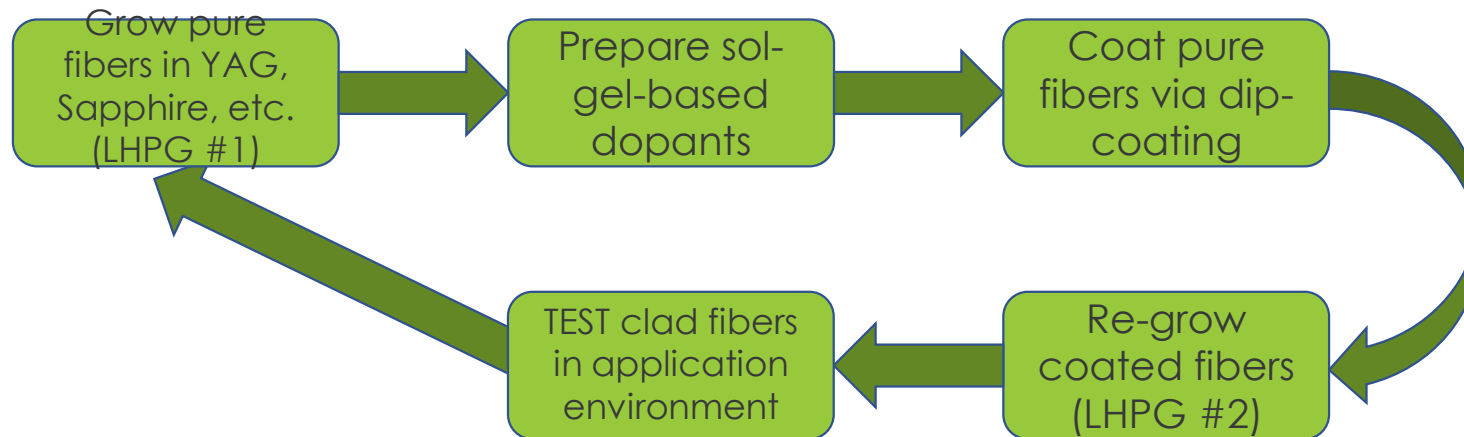 Grow pure
fibers in YAG,
Sapphire, etc.
(LHPG #1)
Prepare sol-
gel-based
dopants
Coat pure
fibers via dip-
coating
Re-grow
coated fibers
(LHPG #2)
TEST clad fibers
in application
environment